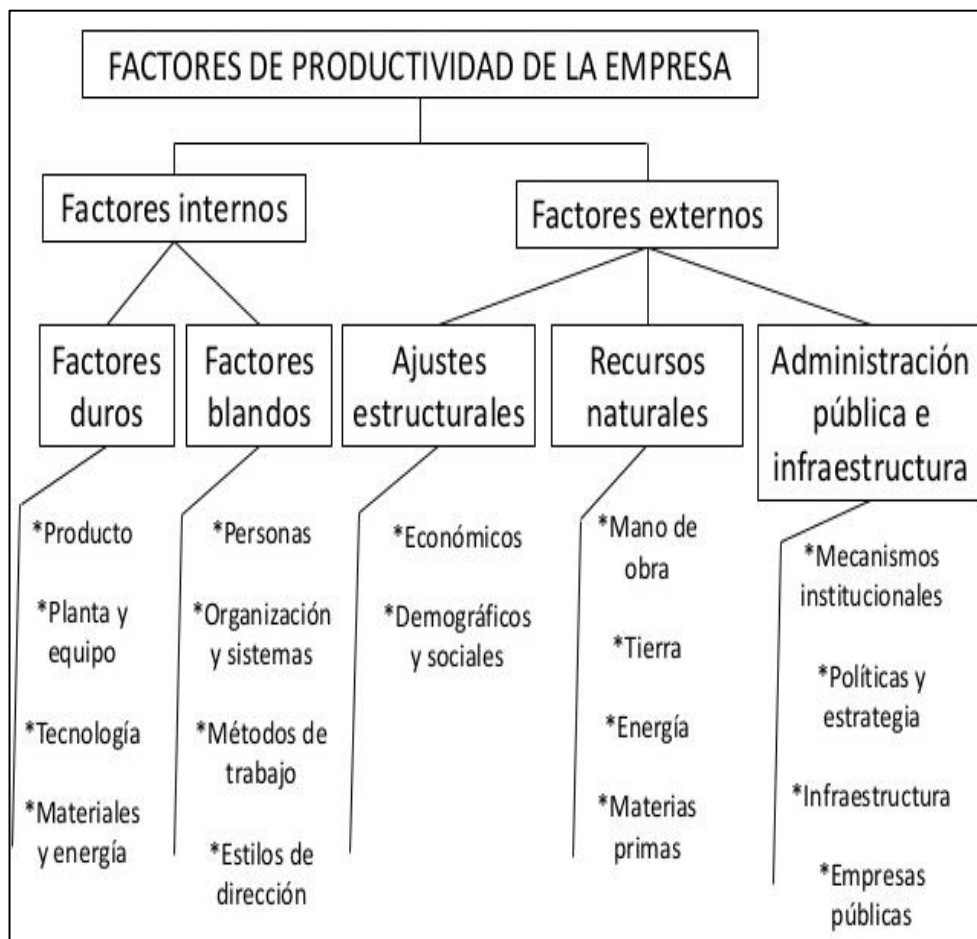 FACTORES DE PRODUCTIVIDAD DE LA EMPRESA
Factores internos
Factores externos
Factores
duros
*Producto
*Planta y
equipo
*Tecnología
*Materiales
y energía
Factores
blandos
*Personas
*Organización
y sistemas
*Métodos de
trabajo
*Estilos de
dirección
Ajustes
estructurales
*Económicos
*Demográficos
y sociales
Recursos
naturales
*Mano de
obra
*Tierra
*Energía
*Materias
primas
Administración
pública e
infraestructura
*Mecanismos
institucionales
*Políticas y
estrategia
*Infraestructura
*Empresas
públicas